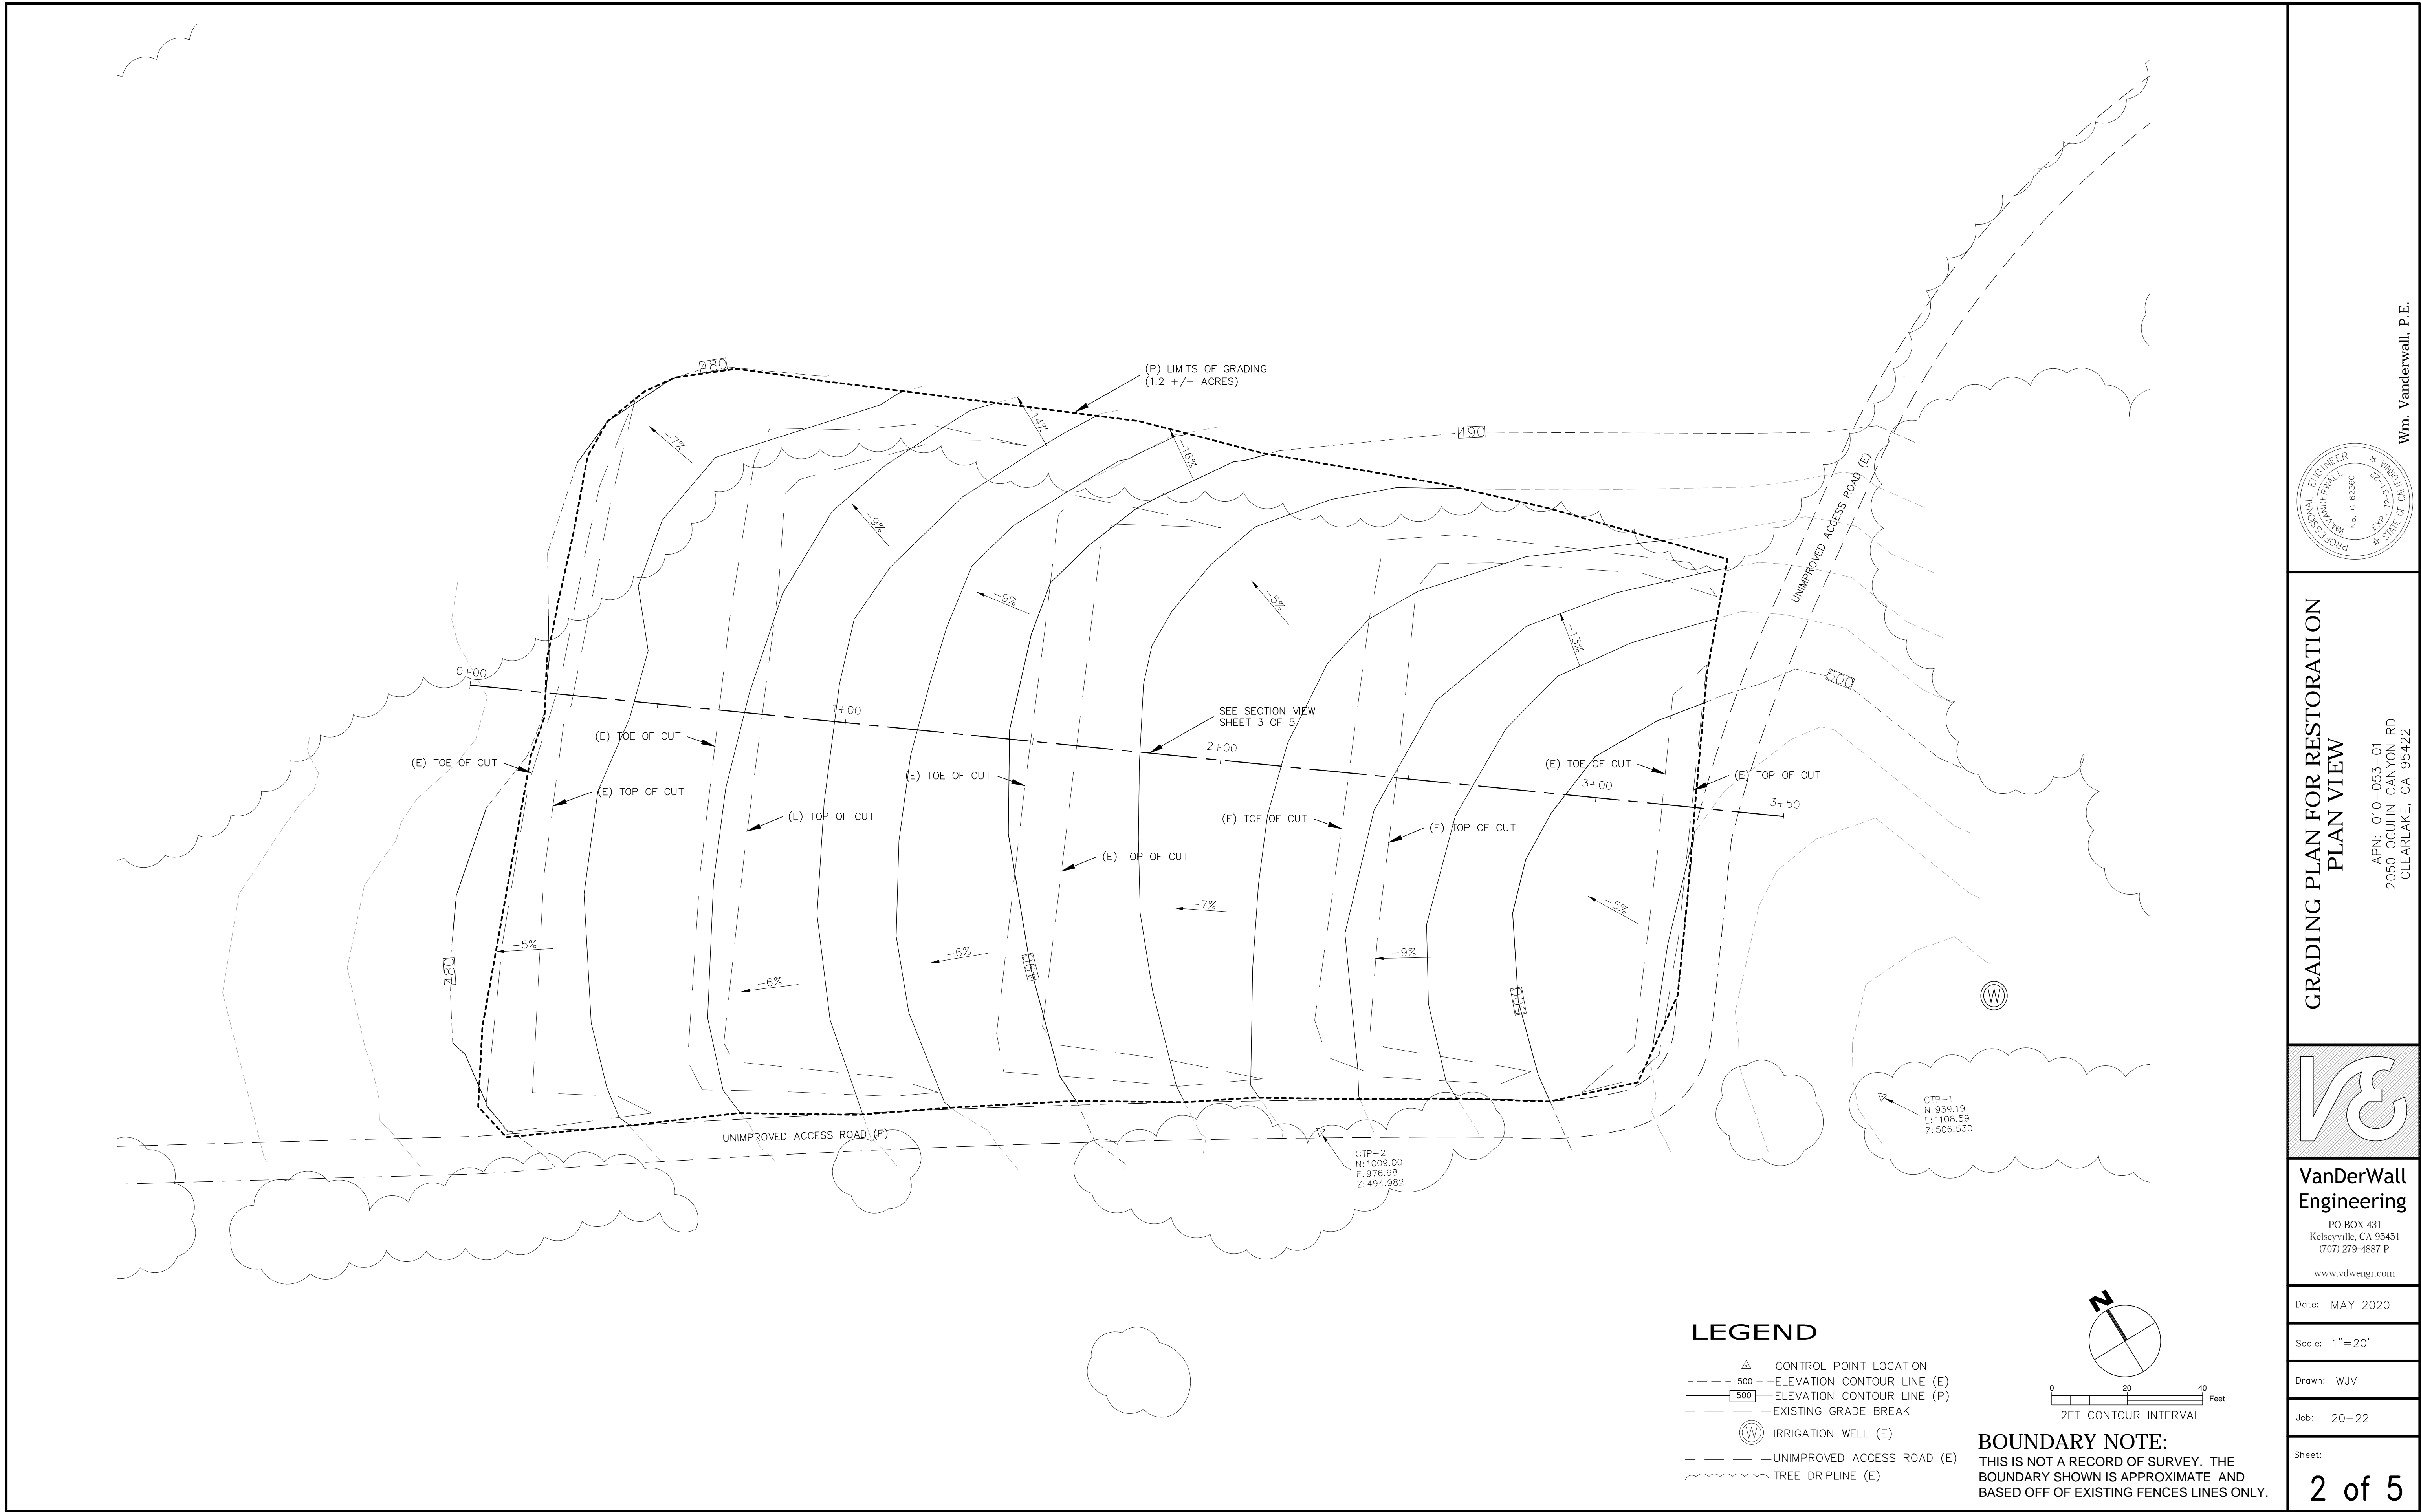 480
(P) LIMITS OF GRADING
(1.2 +/- ACRES)
-14%
-7%
-16%
490
-9%
-9%
-5%
-13%
UNIMPROVED ACCESS ROAD (E)
0+00
1+00
SEE SECTION VIEW
SHEET 3 OF 5
2+00
3+00
3+50
500
(E) TOE OF CUT
(E) TOE OF CUT
(E) TOE OF CUT
(E) TOE OF CUT
(E) TOE OF CUT
(E) TOP OF CUT
(E) TOP OF CUT
(E) TOP OF CUT
(E) TOP OF CUT
(E) TOP OF CUT
-7%
-5%
-5%
-6%
-6%
-9%
480
490
500
W
UNIMPROVED ACCESS ROAD (E)
CTP-1
N: 939.19
E: 1108.59
Z: 506.530
CTP-2
N: 1009.00
E: 976.68
Z: 494.982
LEGEND
CONTROL POINT LOCATION
500 ELEVATION CONTOUR LINE (E)
500 ELEVATION CONTOUR LINE (P)
EXISTING GRADE BREAK
W IRRIGATION WELL (E)
UNIMPROVED ACCESS ROAD (E)
TREE DRIPLINE (E)
N
0 20 40 Feet
2FT CONTOUR INTERVAL
BOUNDARY NOTE:
THIS IS NOT A RECORD OF SURVEY. THE
BOUNDARY SHOWN IS APPROXIMATE AND
BASED OFF OF EXISTING FENCES LINES ONLY.
Wm. Vanderwall, P.E.
PROFESSIONAL ENGINEER
WM.VANDERWALL
No. C 62560
EXP. 12-31-22
STATE OF CALIFORNIA
GRADING PLAN FOR RESTORATION
PLAN VIEW
APN: 010-053-01
2050 OGULIN CANYON RD
CLEARLAKE, CA 95422
VE
VanDerWall
Engineering
PO BOX 431
Kelseyville, CA 95451
(707) 279-4887 P
www.vdwengr.com
Date: MAY 2020
Scale: 1"=20'
Drawn: WJV
Job: 20-22
Sheet:
2 of 5